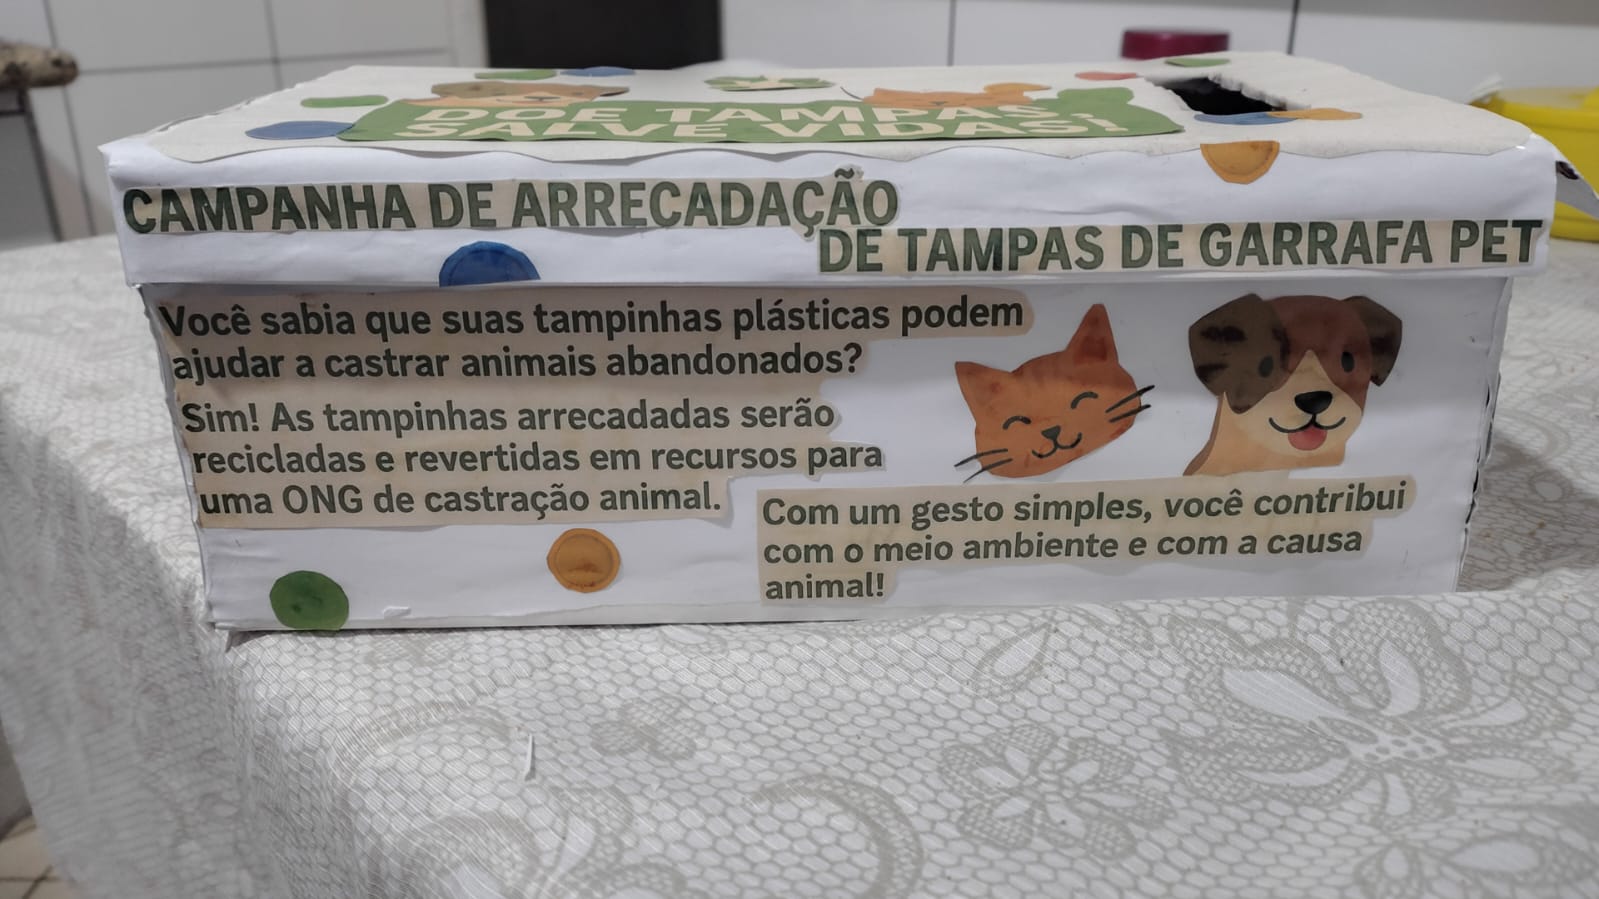 DOE TAMPAS,
SALVE VIDAS!
CAMPANHA DE ARRECADAÇÃO
DE TAMPAS DE GARRAFA PET
Você sabia que suas tampinhas plásticas podem
ajudar a castrar animais abandonados?
Sim! As tampinhas arrecadadas serão
recicladas e revertidas em recursos para
uma ONG de castração animal.
Com um gesto simples, você contribui
com o meio ambiente e com a causa
animal!